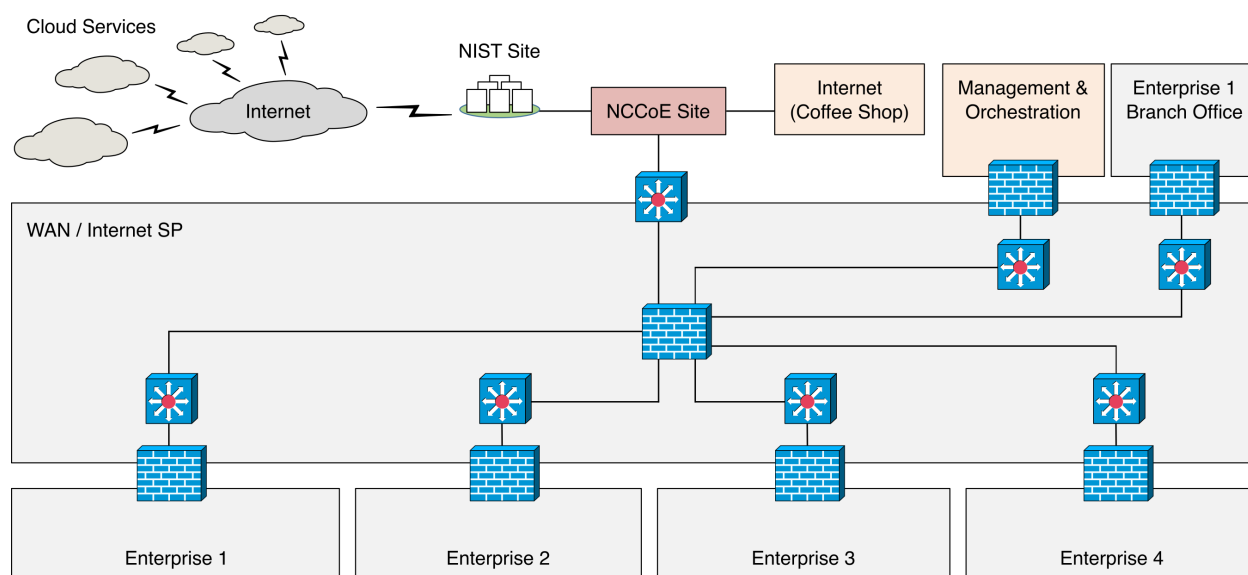 Cloud Services
NIST Site
Internet
NCCoE Site
Internet
(Coffee Shop)
Management &
Orchestration
Enterprise 1
Branch Office
WAN / Internet SP
Enterprise 1
Enterprise 2
Enterprise 3
Enterprise 4